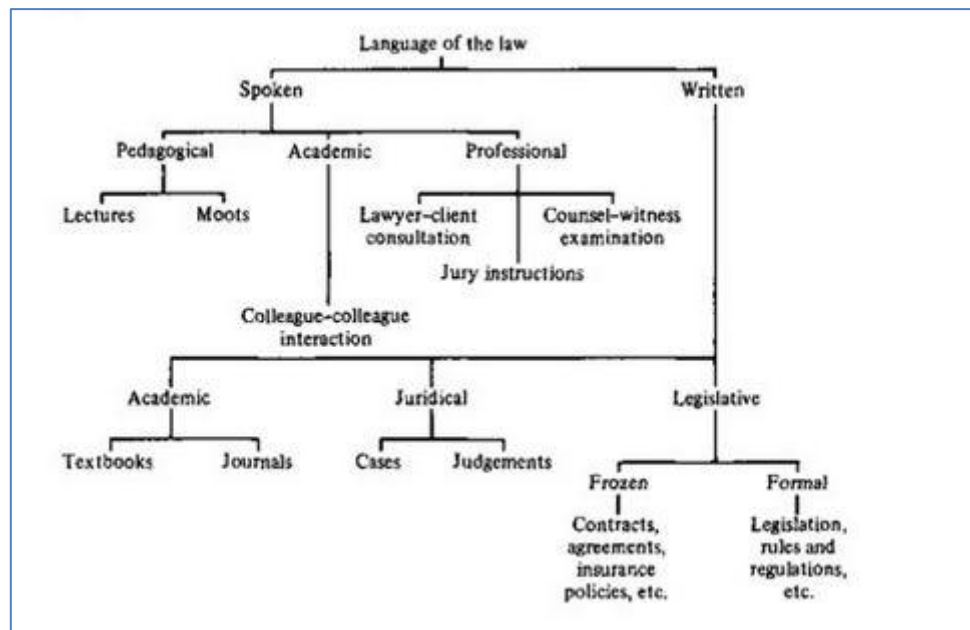 Language of the law
Spoken Written
Pedagogical Academic Professional
Lectures Moots Lawyer-client Counsel-witness
consultation examination
Jury instructions
Colleague-colleague
interaction
Academic Juridical Legislative
Textbooks Journals Cases Judgements
Frozen Formal
Contracts, Legislation,
agreements, rules and
insurance regulations,
policies, etc. etc.